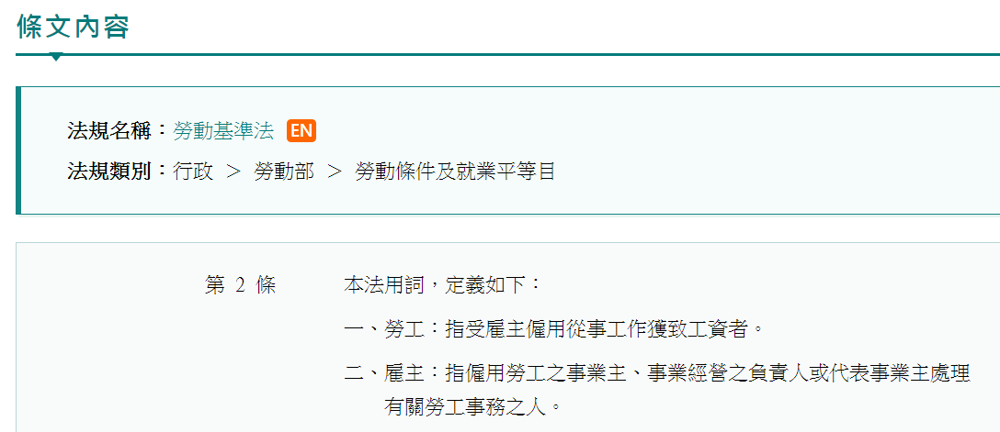 條文內容
法規名稱：勞動基準法 EN
法規類別：行政 ＞ 勞動部 ＞ 勞動條件及就業平等目
第 2 條 本法用詞，定義如下：
一、勞工：指受雇主僱用從事工作獲致工資者。
二、雇主：指僱用勞工之事業主、事業經營之負責人或代表事業主處理
有關勞工事務之人。